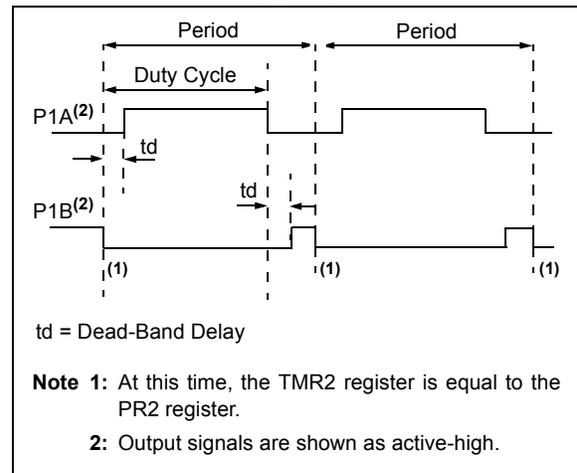 Period Period
Duty Cycle
P1A(2)
td
td
P1B(2)
(1) (1) (1)
td = Dead-Band Delay
Note 1: At this time, the TMR2 register is equal to the
PR2 register.
2: Output signals are shown as active-high.